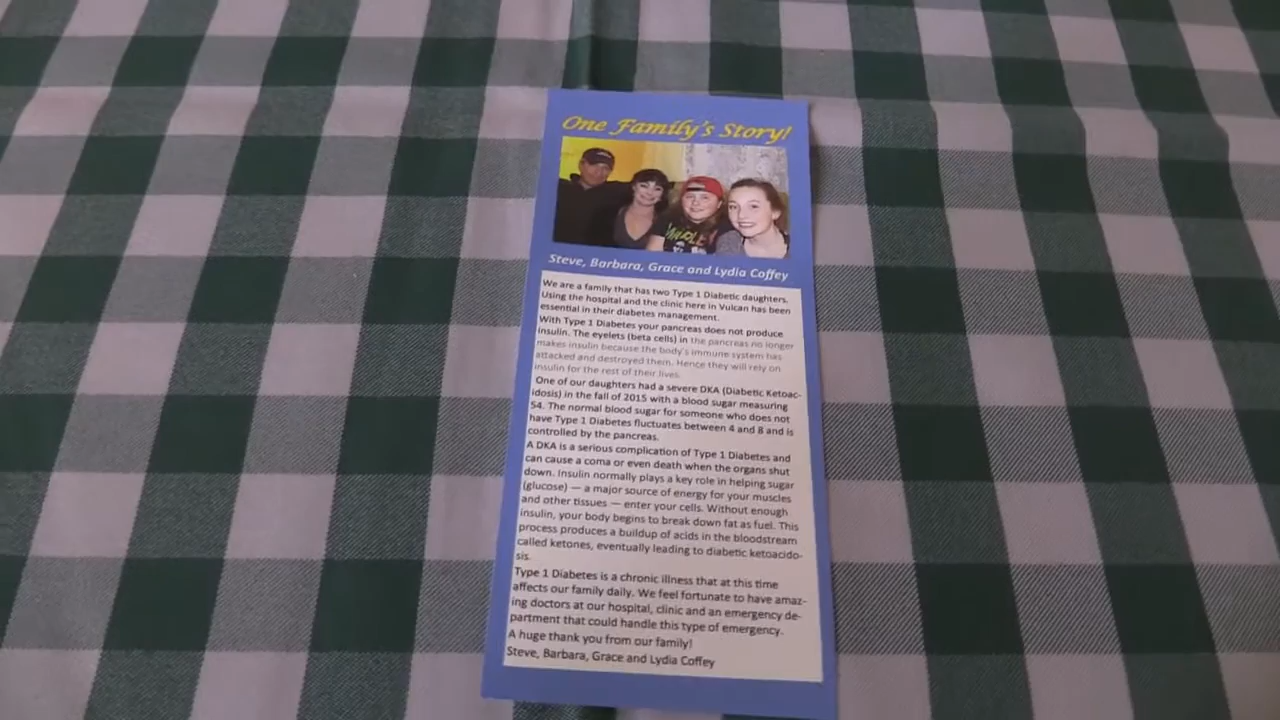 One Family's Story!
Steve, Barbara, Grace and Lydia Coffey
We are a family that has two Type 1 Diabetic daughters.
Using the hospital and the clinic here in Vulcan has been
essential in their diabetes management.
With Type 1 Diabetes your pancreas does not produce
insulin. The eyelets (beta cells) in the pancreas no longer
makes insulin because the body's immune system has
attacked and destroyed them. Hence they will rely on
insulin for the rest of their lives.
One of our daughters had a severe DKA (Diabetic Ketoac-
idosis) in the fall of 2015 with a blood sugar measuring
54. The normal blood sugar for someone who does not
have Type 1 Diabetes fluctuates between 4 and 8 and is
controlled by the pancreas.
A DKA is a serious complication of Type 1 Diabetes and
can cause a coma or even death when the organs shut
down. Insulin normally plays a key role in helping sugar
(glucose) — a major source of energy for your muscles
and other tissues — enter your cells. Without enough
insulin, your body begins to break down fat as fuel. This
process produces a buildup of acids in the bloodstream
called ketones, eventually leading to diabetic ketoacido-
sis.
Type 1 Diabetes is a chronic illness that at this time
affects our family daily. We feel fortunate to have amaz-
ing doctors at our hospital, clinic and an emergency de-
partment that could handle this type of emergency.
A huge thank you from our family!
Steve, Barbara, Grace and Lydia Coffey